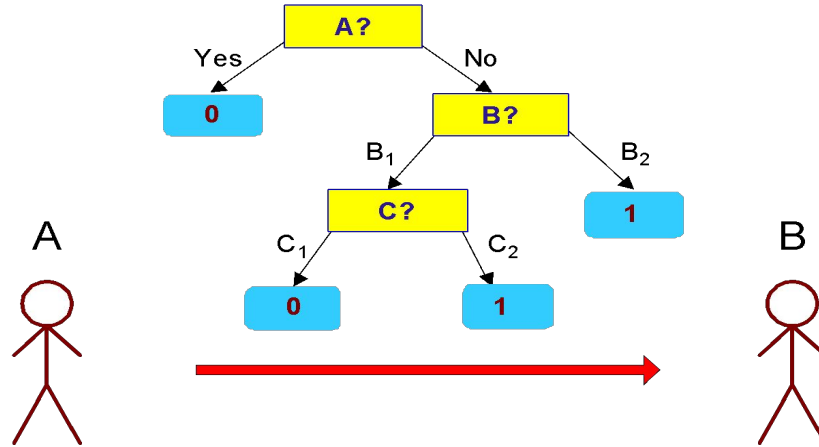 A?
Yes
No
0
B?
B₁
B₂
C?
1
A
B
C₁
C₂
0
1